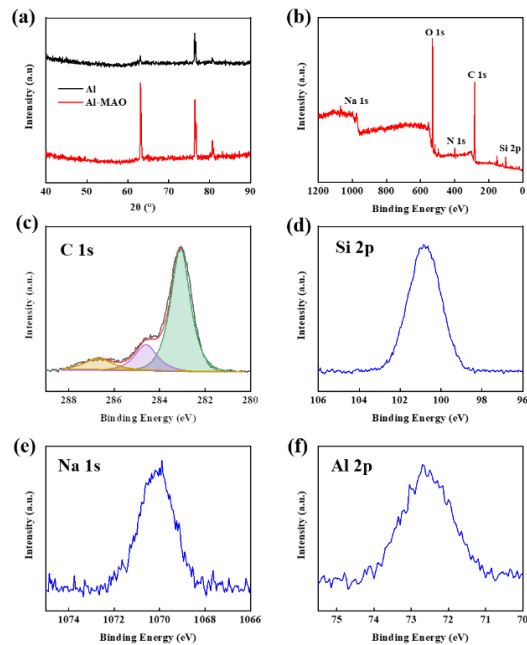 (a)
Intensity (a.u)
Al
Al-MAO
40 50 60 70 80 90
2θ (°)
(b)
Intensity (a.u.)
O 1s
C 1s
Na 1s
N 1s
Si 2p
1200 1000 800 600 400 200 0
Binding Energy (eV)
(c)
C 1s
Intensity (a.u.)
288 286 284 282 280
Binding Energy (eV)
(d)
Si 2p
Intensity (a.u.)
106 104 102 100 98 96
Binding Energy (eV)
(e)
Na 1s
Intensity (a.u.)
1074 1072 1070 1068 1066
Binding Energy (eV)
(f)
Al 2p
Intensity (a.u.)
75 74 73 72 71 70
Binding Energy (eV)